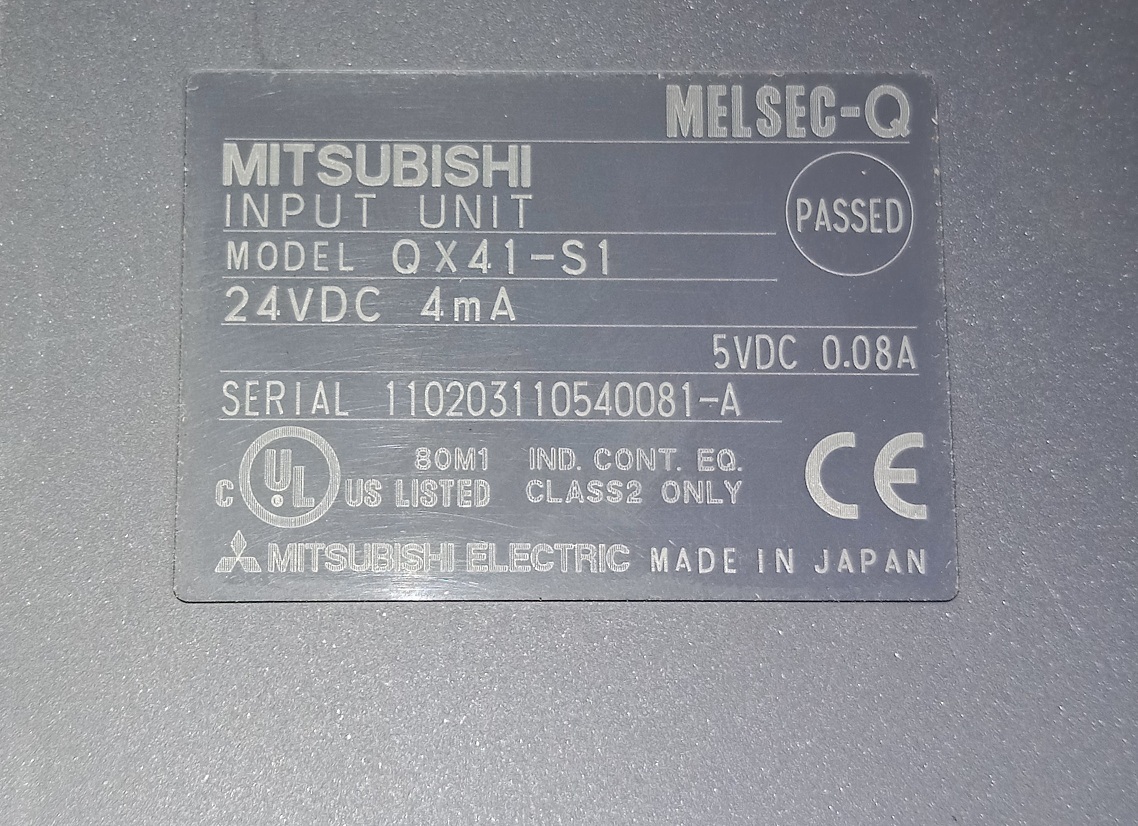 MELSEC-Q
MITSUBISHI
INPUT UNIT
PASSED
MODEL QX41-S1
24VDC 4mA
5VDC 0.08A
SERIAL 110203110540081-A
C UL US LISTED 80M1 IND. CONT. EQ.
CLASS2 ONLY
CE
MITSUBISHI ELECTRIC MADE IN JAPAN